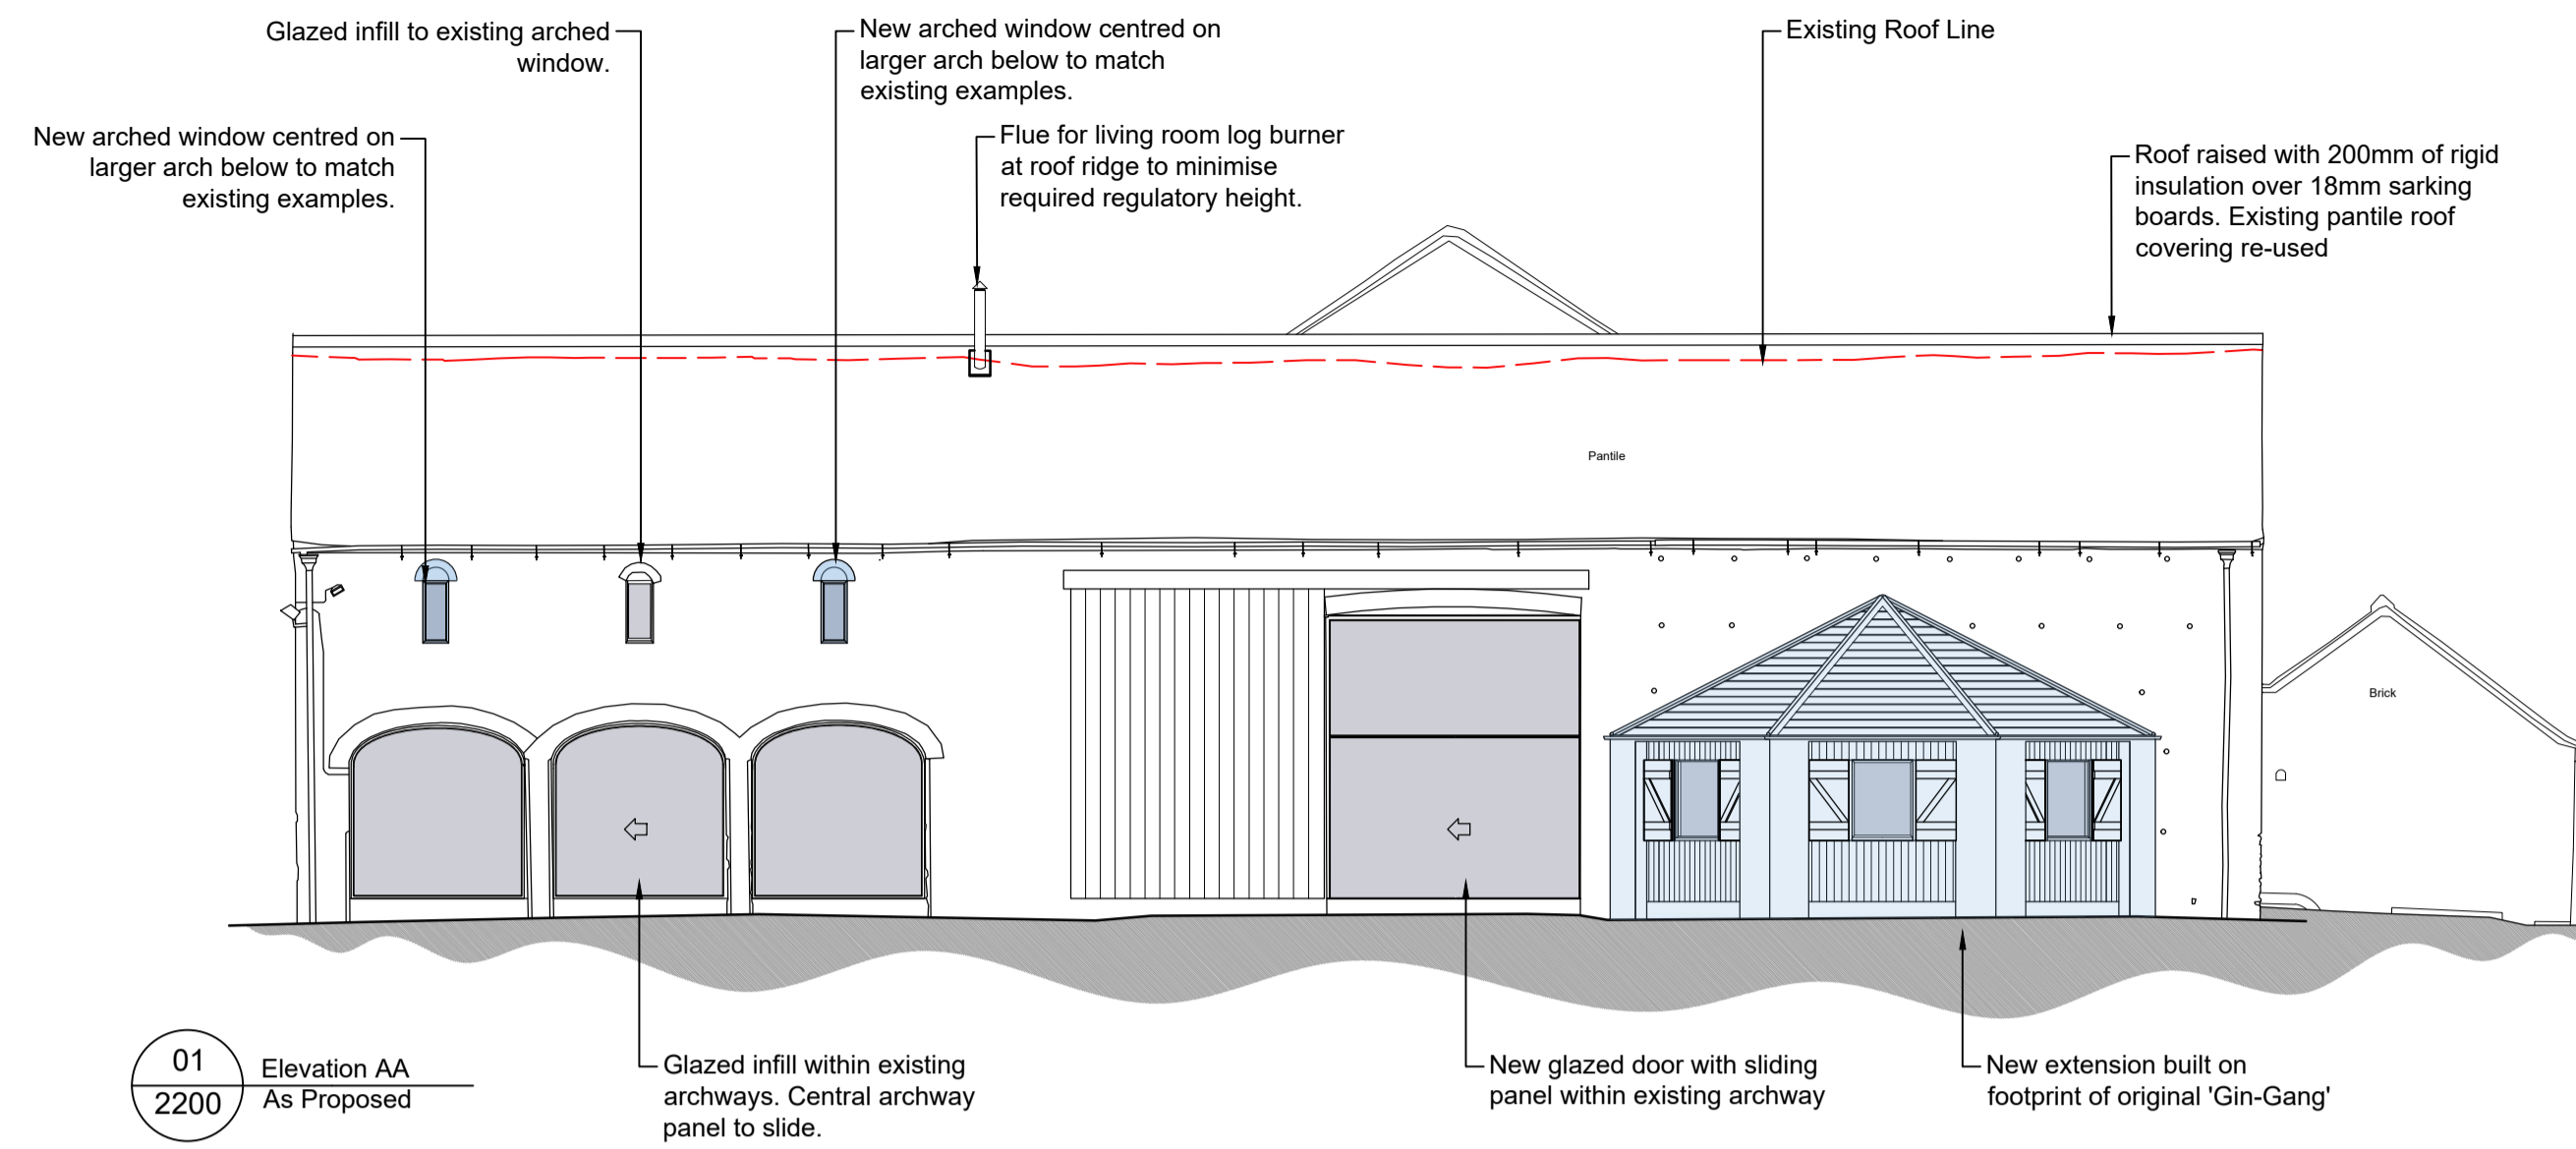 Glazed infill to existing arched
window.
New arched window centred on
larger arch below to match
existing examples.
Existing Roof Line
New arched window centred on
larger arch below to match
existing examples.
Flue for living room log burner
at roof ridge to minimise
required regulatory height.
Roof raised with 200mm of rigid
insulation over 18mm sarking
boards. Existing pantile roof
covering re-used
Pantile
Brick
01
2200
Elevation AA
As Proposed
Glazed infill within existing
archways. Central archway
panel to slide.
New glazed door with sliding
panel within existing archway
New extension built on
footprint of original 'Gin-Gang'